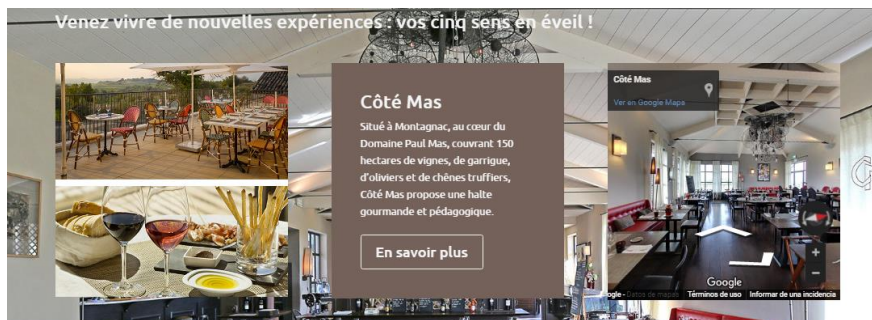 Venez vivre de nouvelles expériences : vos cinq sens en éveil !
Côté Mas
Situé à Montagnac, au cœur du
Domaine Paul Mas, couvrant 150
hectares de vignes, de garrigue,
d'oliviers et de chênes truffiers,
Côté Mas propose une halte
gourmande et pédagogique.
En savoir plus
Côté Mas
Ver en Google Maps
Google
Datos de mapas Términos de uso Informar de una incidencia